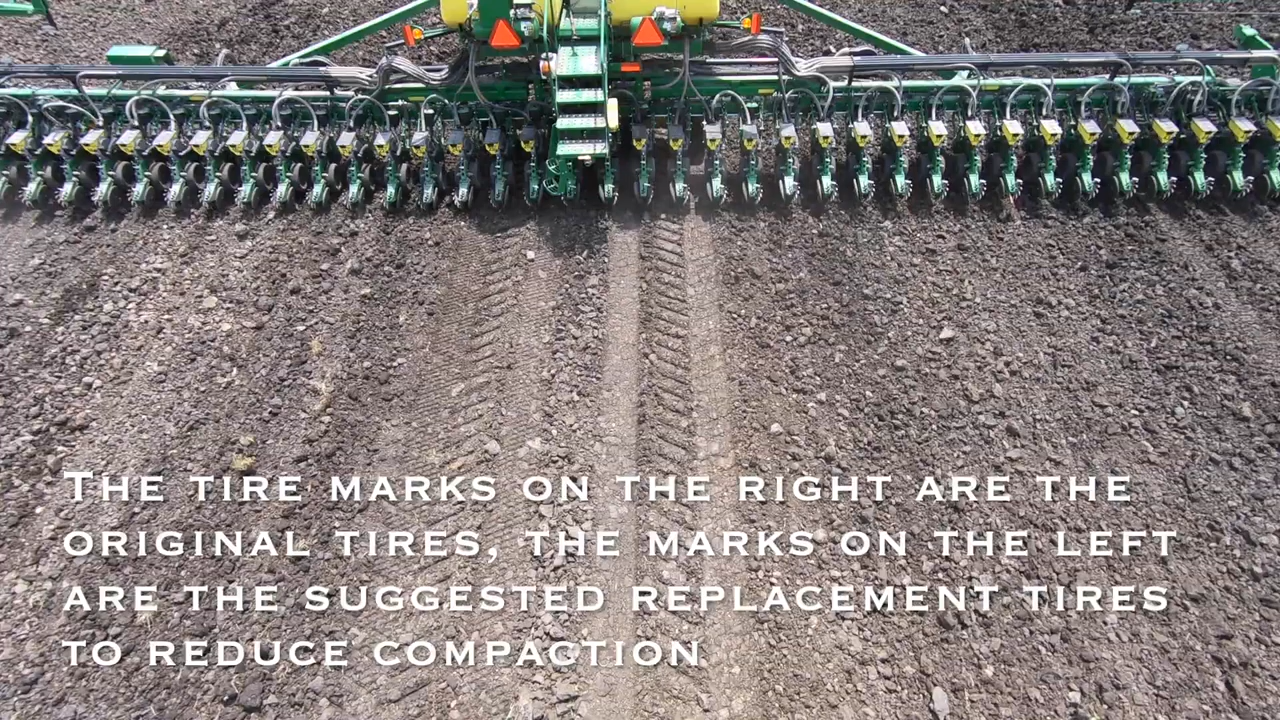 The tire marks on the right are the
original tires, the marks on the left
are the suggested replacement tires
to reduce compaction